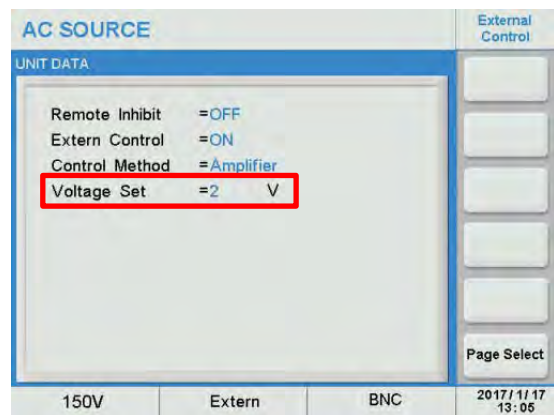 AC SOURCE
External
Control
UNIT DATA
Remote Inhibit =OFF
Extern Control =ON
Control Method =Amplifier
Voltage Set =2 V
Page Select
150V Extern BNC 2017/1/17
13:05